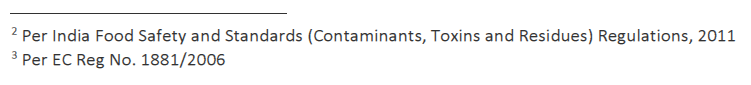 ² Per India Food Safety and Standards (Contaminants, Toxins and Residues) Regulations, 2011
³ Per EC Reg No. 1881/2006